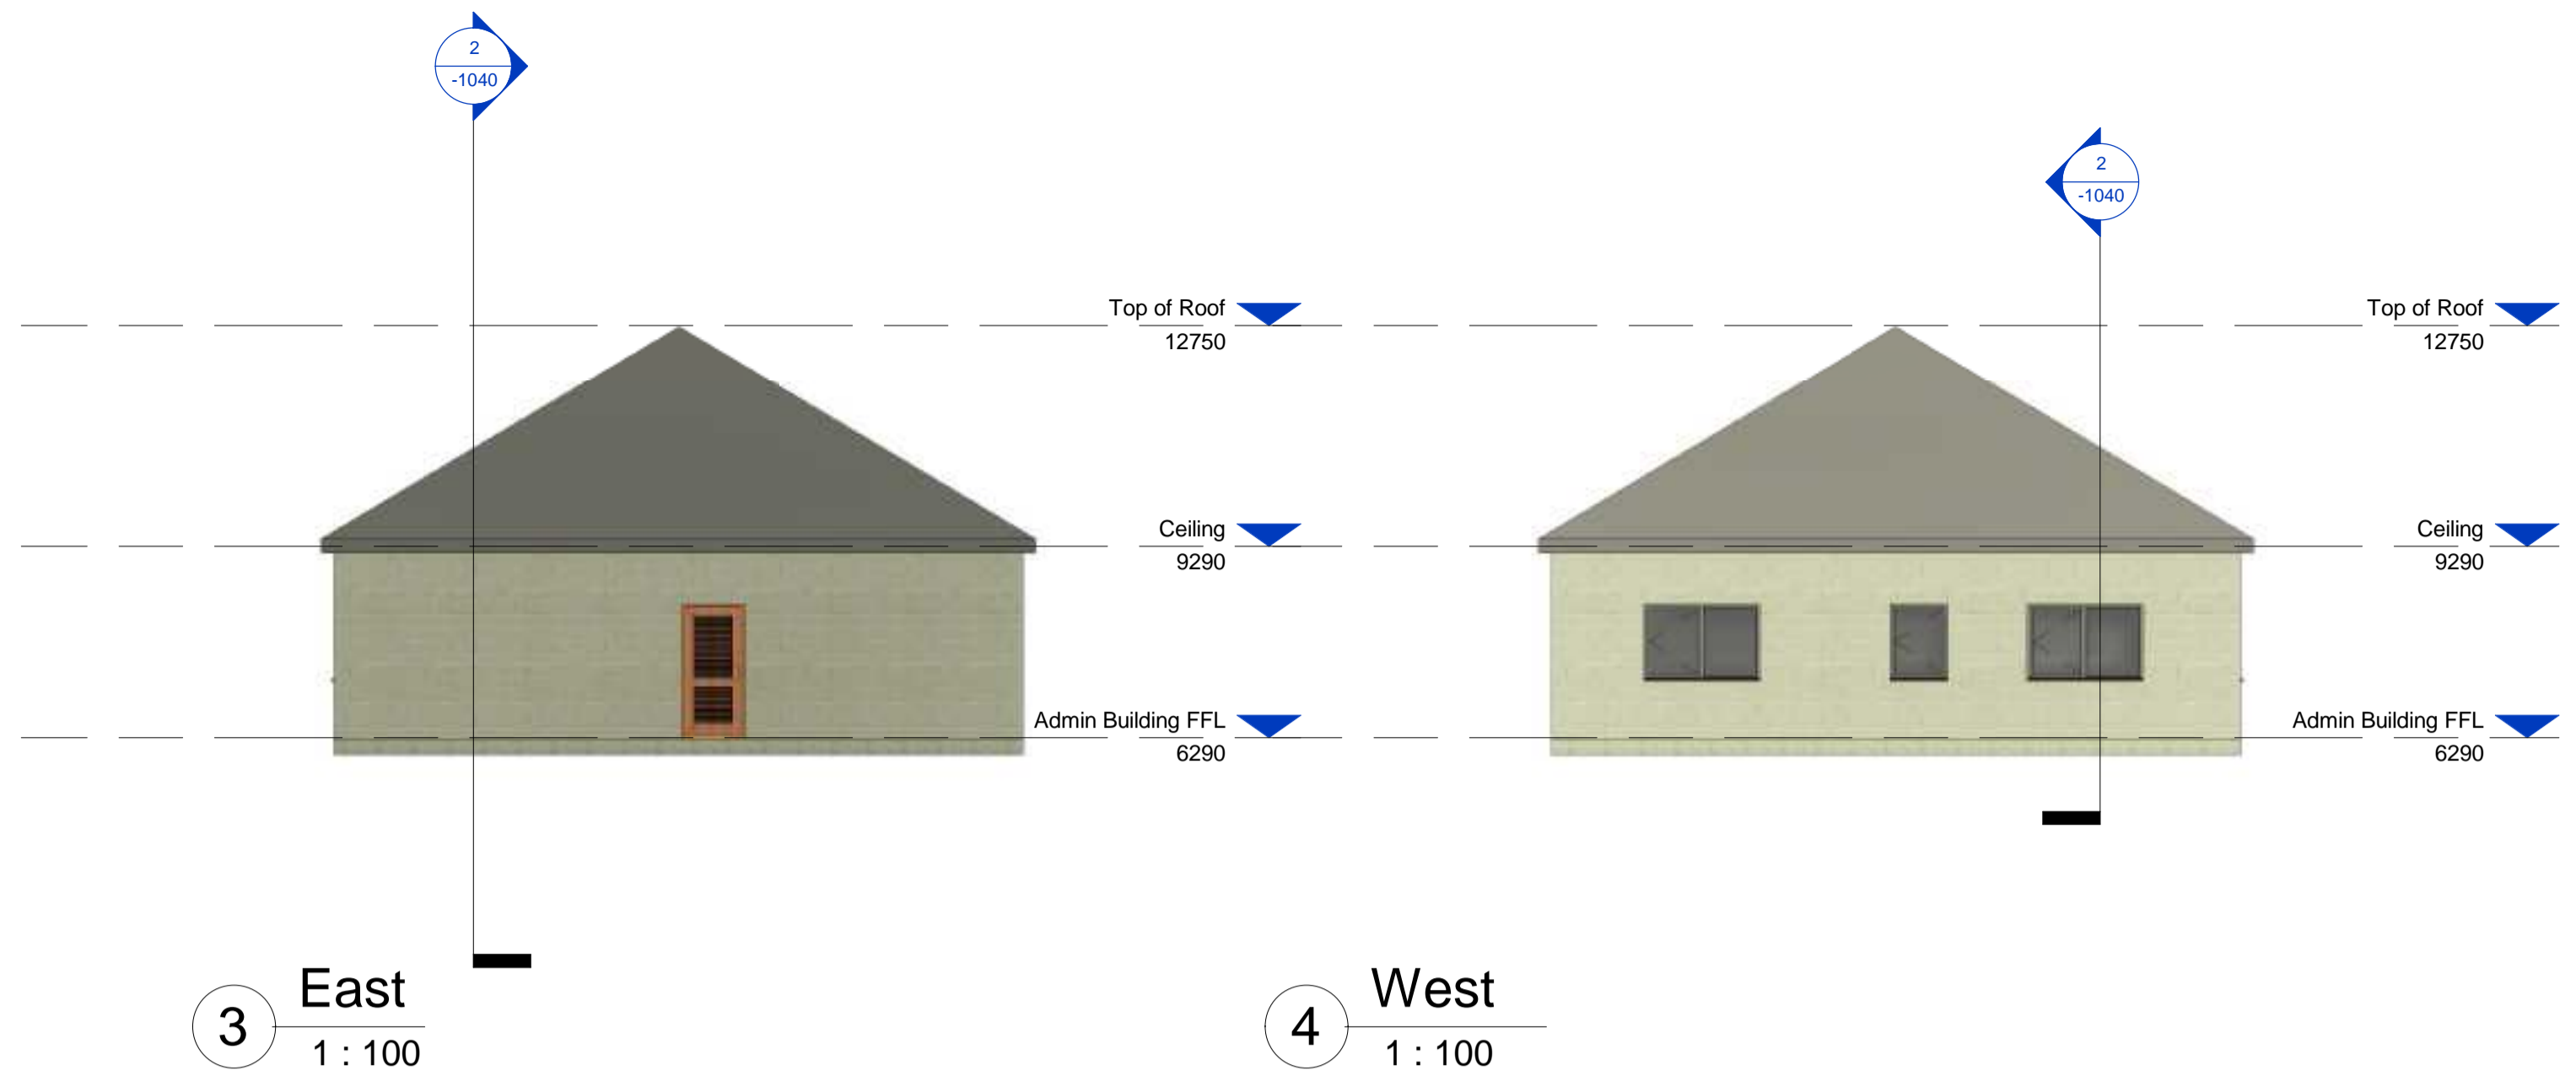 2
-1040
2
-1040
Top of Roof
12750
Top of Roof
12750
Ceiling
9290
Ceiling
9290
Admin Building FFL
6290
Admin Building FFL
6290
3
East
1 : 100
4
West
1 : 100